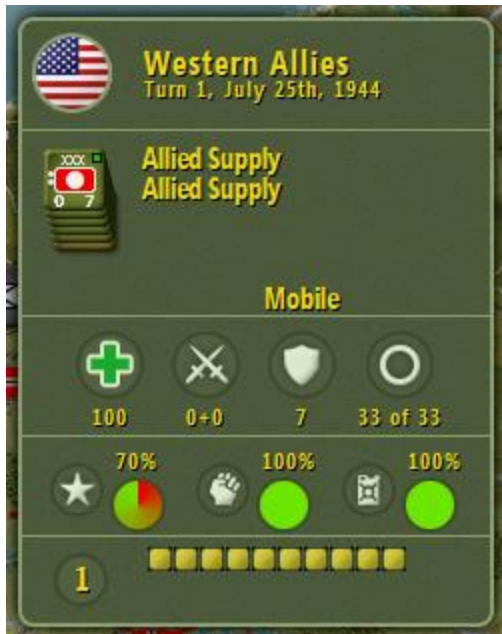 Western Allies
Turn 1, July 25th, 1944
XXX
0 7
Allied Supply
Allied Supply
Mobile
100 0+0 7 33 of 33
70% 100% 100%
1